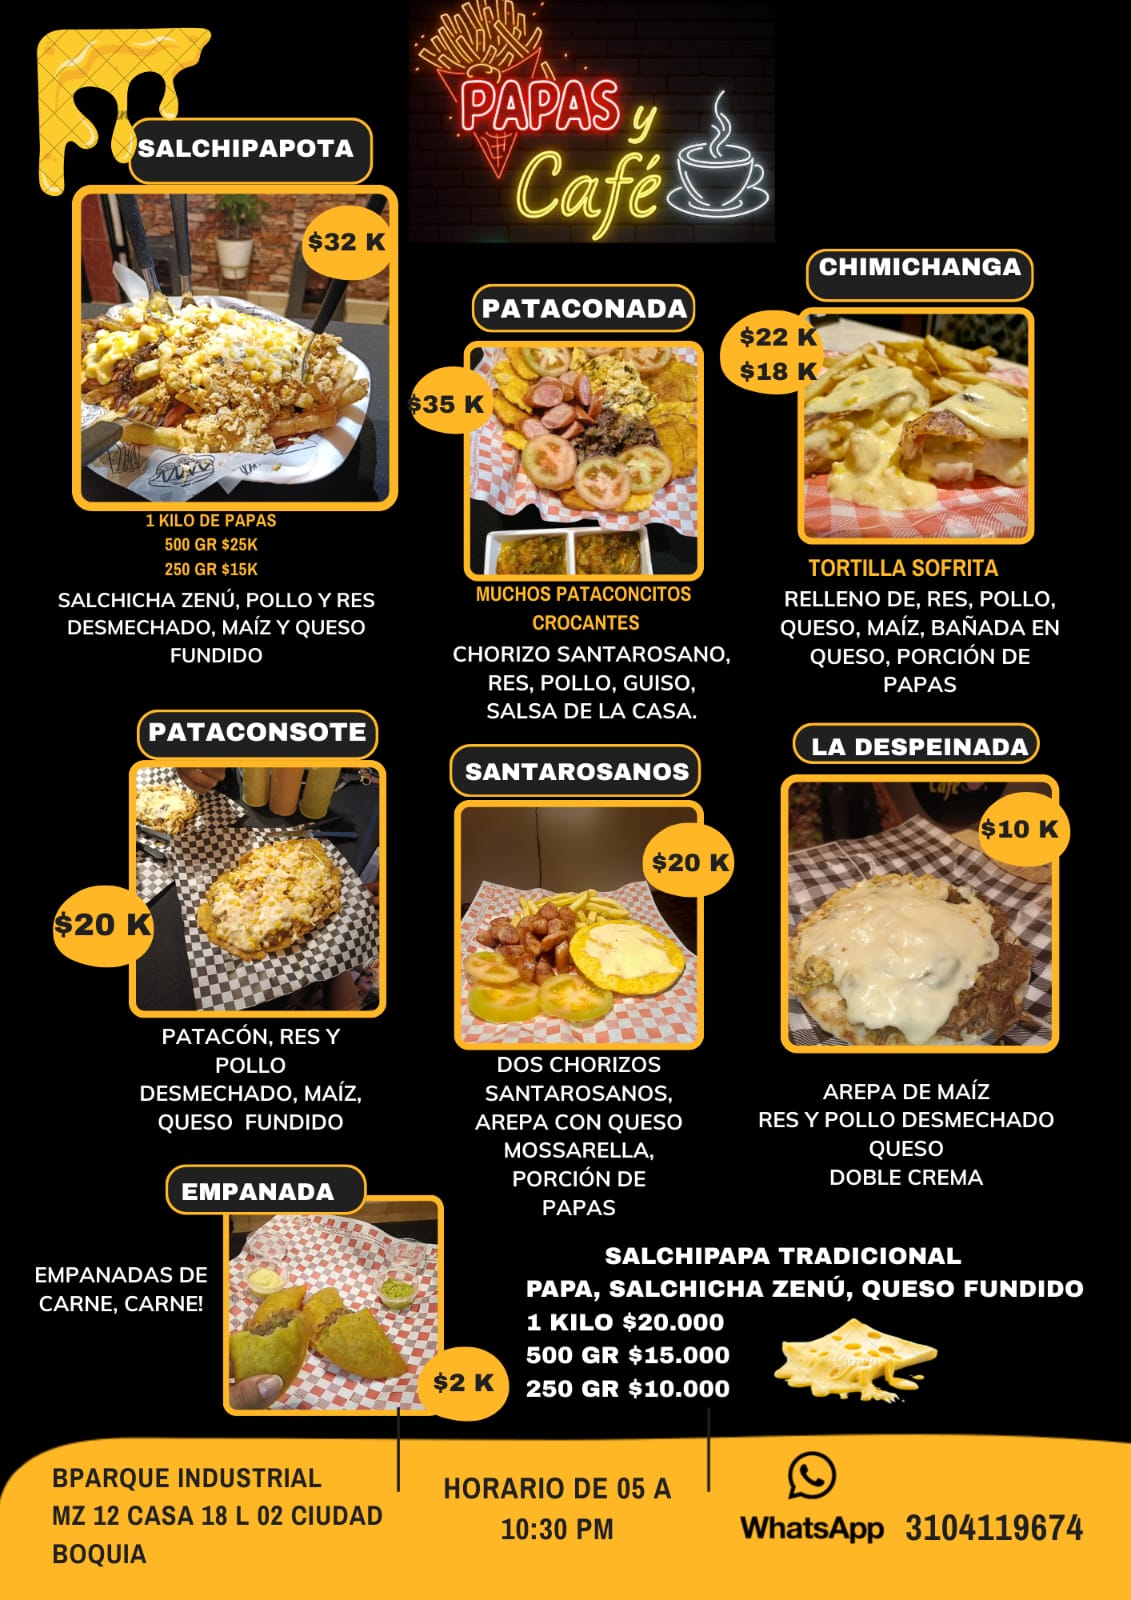 PAPAS y
Café
SALCHIPAPOTA
$32 K
1 KILO DE PAPAS
500 GR $25K
250 GR $15K
SALCHICHA ZENÚ, POLLO Y RES
DESMECHADO, MAÍZ Y QUESO
FUNDIDO
PATACONADA
$35 K
MUCHOS PATACONCITOS
CROCANTES
CHORIZO SANTAROSANO,
RES, POLLO, GUISO,
SALSA DE LA CASA.
CHIMICHANGA
$22 K
$18 K
TORTILLA SOFRITA
RELLENO DE, RES, POLLO,
QUESO, MAÍZ, BAÑADA EN
QUESO, PORCIÓN DE
PAPAS
PATACONSOTE
$20 K
PATACÓN, RES Y
POLLO
DESMECHADO, MAÍZ,
QUESO FUNDIDO
SANTAROSANOS
$20 K
DOS CHORIZOS
SANTAROSANOS,
AREPA CON QUESO
MOSSARELLA,
PORCIÓN DE
PAPAS
LA DESPEINADA
Café
$10 K
AREPA DE MAÍZ
RES Y POLLO DESMECHADO
QUESO
DOBLE CREMA
EMPANADA
EMPANADAS DE
CARNE, CARNE!
$2 K
SALCHIPAPA TRADICIONAL
PAPA, SALCHICHA ZENÚ, QUESO FUNDIDO
1 KILO $20.000
500 GR $15.000
250 GR $10.000
BPARQUE INDUSTRIAL
MZ 12 CASA 18 L 02 CIUDAD
BOQUIA
HORARIO DE 05 A
10:30 PM
WhatsApp 3104119674